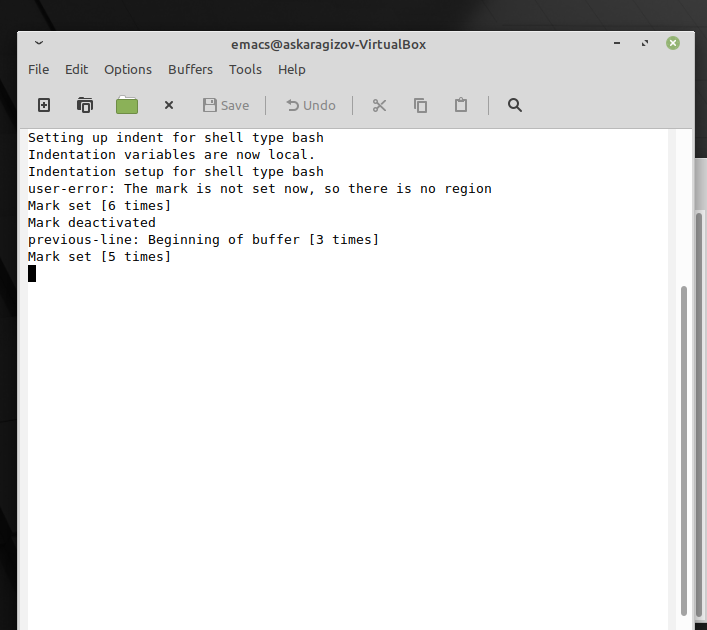 emacs@askaragizov-VirtualBox
File Edit Options Buffers Tools Help
Save Undo
Setting up indent for shell type bash
Indentation variables are now local.
Indentation setup for shell type bash
user-error: The mark is not set now, so there is no region
Mark set [6 times]
Mark deactivated
previous-line: Beginning of buffer [3 times]
Mark set [5 times]